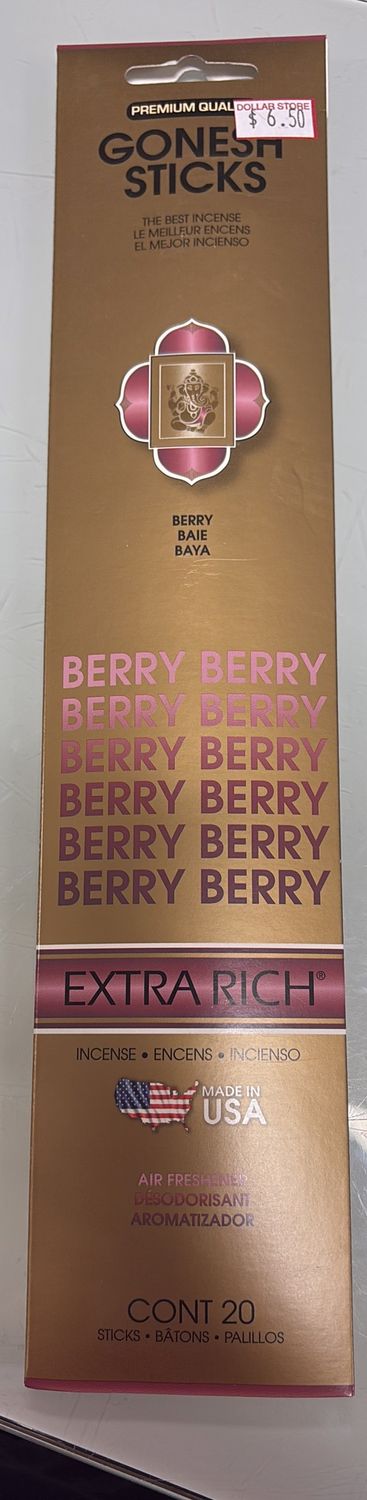 PREMIUM QUAL
DOLLAR STORE
$ 6.50
GONESH
STICKS
THE BEST INCENSE
LE MEILLEUR ENCENS
EL MEJOR INCIENSO
BERRY
BAIE
BAYA
BERRY BERRY
BERRY BERRY
BERRY BERRY
BERRY BERRY
BERRY BERRY
BERRY BERRY
EXTRA RICH®
INCENSE • ENCENS • INCIENSO
MADE IN
USA
AIR FRESHENER
DÉSODORISANT
AROMATIZADOR
CONT 20
STICKS • BÂTONS • PALILLOS